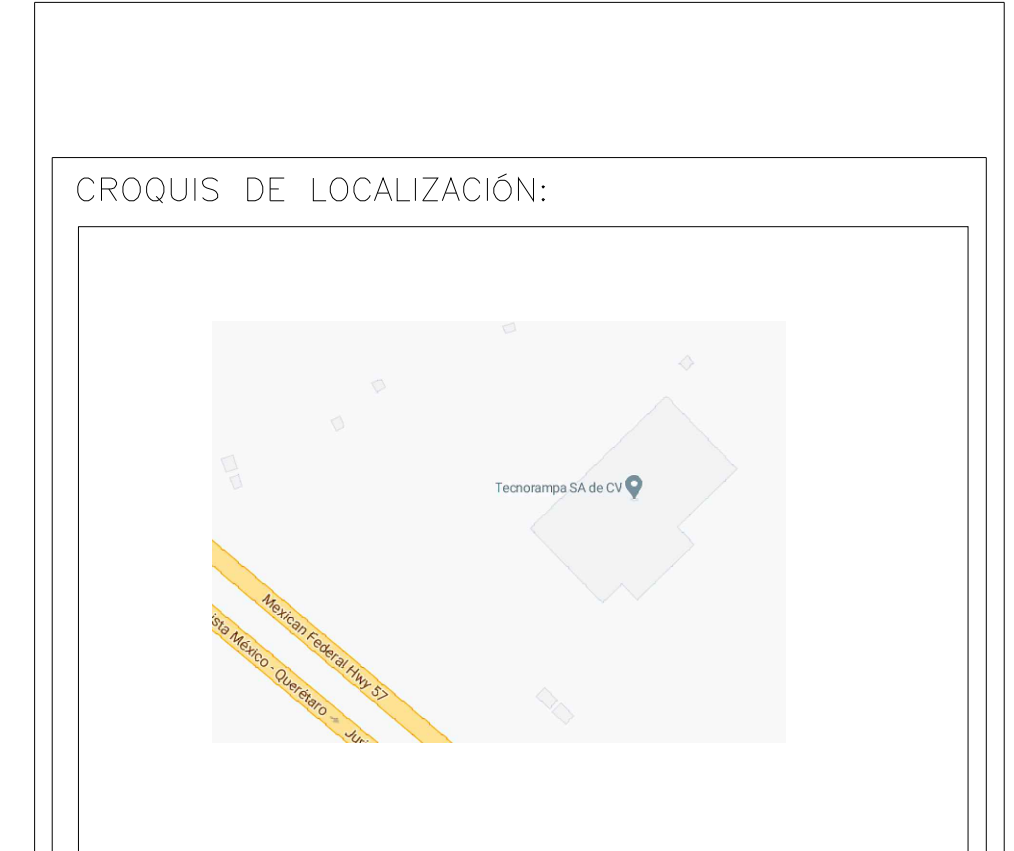 CROQUIS DE LOCALIZACIÓN:
Tecnorampa SA de CV
Mexican Federal Hwy 57
ista México - Querétaro